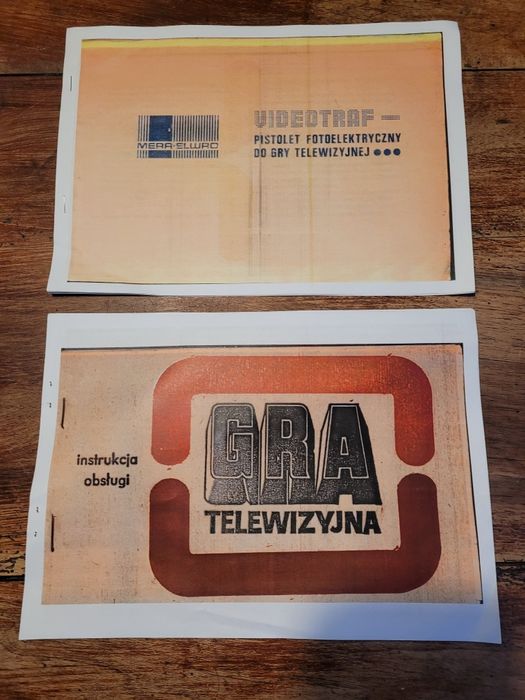 MERA-ELWRO
VIDEOTRAF —
PISTOLET FOTOELEKTRYCZNY
DO GRY TELEWIZYJNEJ ●●●
instrukcja
obsługi
GRA
TELEWIZYJNA